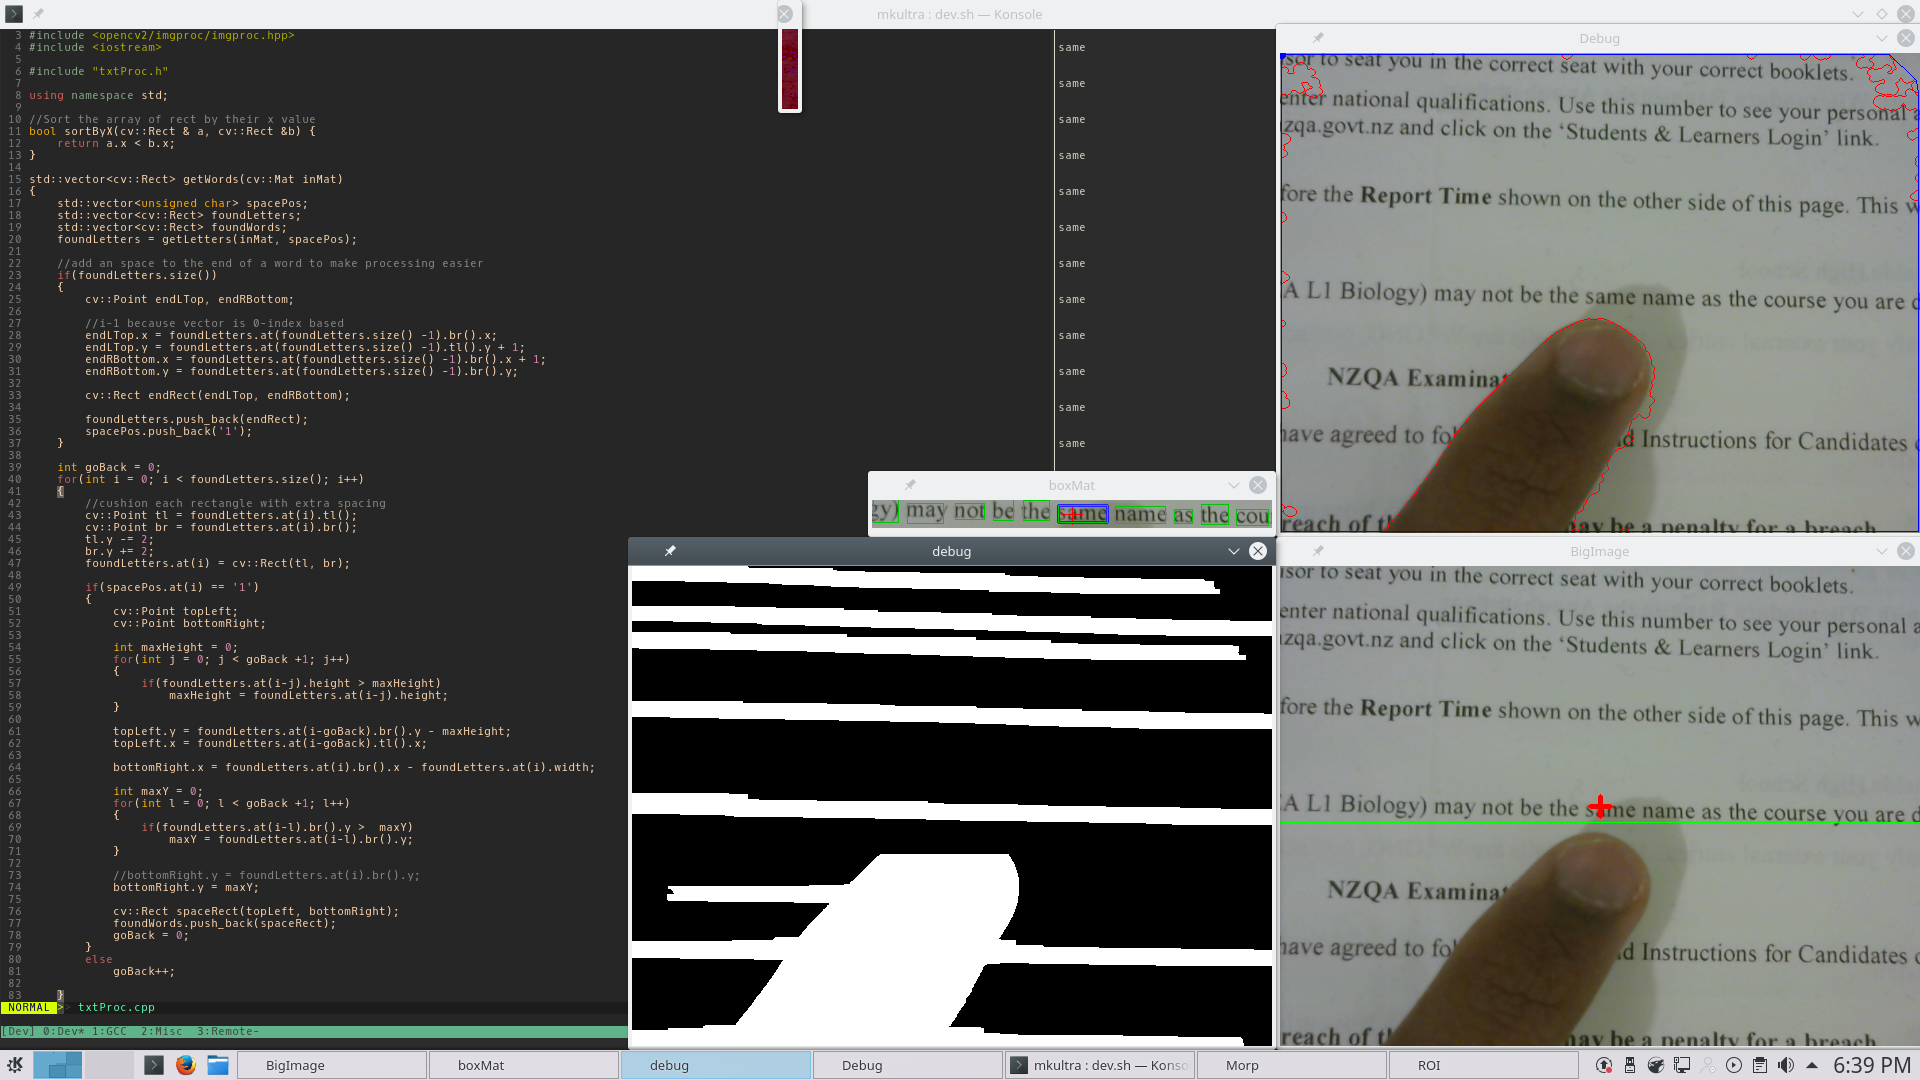 mkultra : dev.sh — Konsole
3 #include <opencv2/imgproc/imgproc.hpp>
4 #include <iostream>
5
6 #include "txtProc.h"
7
8 using namespace std;
9
10 //Sort the array of rect by their x value
11 bool sortByX(cv::Rect & a, cv::Rect &b) {
12 return a.x < b.x;
13 }
14
15 std::vector<cv::Rect> getWords(cv::Mat inMat)
16 {
17 std::vector<unsigned char> spacePos;
18 std::vector<cv::Rect> foundLetters;
19 std::vector<cv::Rect> foundWords;
20 foundLetters = getLetters(inMat, spacePos);
21
22 //add an space to the end of a word to make processing easier
23 if(foundLetters.size())
24 {
25 cv::Point endLTop, endRBottom;
26
27 //i-1 because vector is 0-index based
28 endLTop.x = foundLetters.at(foundLetters.size() -1).br().x;
29 endLTop.y = foundLetters.at(foundLetters.size() -1).tl().y + 1;
30 endRBottom.x = foundLetters.at(foundLetters.size() -1).br().x + 1;
31 endRBottom.y = foundLetters.at(foundLetters.size() -1).br().y;
32
33 cv::Rect endRect(endLTop, endRBottom);
34
35 foundLetters.push_back(endRect);
36 spacePos.push_back('1');
37 }
38
39 int goBack = 0;
40 for(int i = 0; i < foundLetters.size(); i++)
41 {
42 //cushion each rectangle with extra spacing
43 cv::Point tl = foundLetters.at(i).tl();
44 cv::Point br = foundLetters.at(i).br();
45 tl.y -= 2;
46 br.y += 2;
47 foundLetters.at(i) = cv::Rect(tl, br);
48
49 if(spacePos.at(i) == '1')
50 {
51 cv::Point topLeft;
52 cv::Point bottomRight;
53
54 int maxHeight = 0;
55 for(int j = 0; j < goBack +1; j++)
56 {
57 if(foundLetters.at(i-j).height > maxHeight)
58 maxHeight = foundLetters.at(i-j).height;
59 }
60
61 topLeft.y = foundLetters.at(i-goBack).br().y - maxHeight;
62 topLeft.x = foundLetters.at(i-goBack).tl().x;
63
64 bottomRight.x = foundLetters.at(i).br().x - foundLetters.at(i).width;
65
66 int maxY = 0;
67 for(int l = 0; l < goBack +1; l++)
68 {
69 if(foundLetters.at(i-l).br().y > maxY)
70 maxY = foundLetters.at(i-l).br().y;
71 }
72
73 //bottomRight.y = foundLetters.at(i).br().y;
74 bottomRight.y = maxY;
75
76 cv::Rect spaceRect(topLeft, bottomRight);
77 foundWords.push_back(spaceRect);
78 goBack = 0;
79 }
80 else
81 goBack++;
82
83 }
NORMAL > txtProc.cpp
[Dev] 0:Dev* 1:GCC 2:Misc 3:Remote-
same
same
same
same
same
same
same
same
same
same
same
same
boxMat
gy) may not be the same name as the cou
debug
Debug
isor to seat you in the correct seat with your correct booklets.
enter national qualifications. Use this number to see your personal a
nzqa.govt.nz and click on the ‘Students & Learners Login’ link.
fore the Report Time shown on the other side of this page. This w
A L1 Biology) may not be the same name as the course you are d
NZQA Examinat
have agreed to fol d Instructions for Candidates
reach of th may be a penalty for a breach
BigImage
isor to seat you in the correct seat with your correct booklets.
enter national qualifications. Use this number to see your personal a
nzqa.govt.nz and click on the ‘Students & Learners Login’ link.
fore the Report Time shown on the other side of this page. This w
A L1 Biology) may not be the same name as the course you are d
NZQA Examinat
have agreed to fol d Instructions for Candidates
reach of th may be a penalty for a breach
BigImage boxMat debug Debug mkultra : dev.sh — Konso Morp ROI 6:39 PM